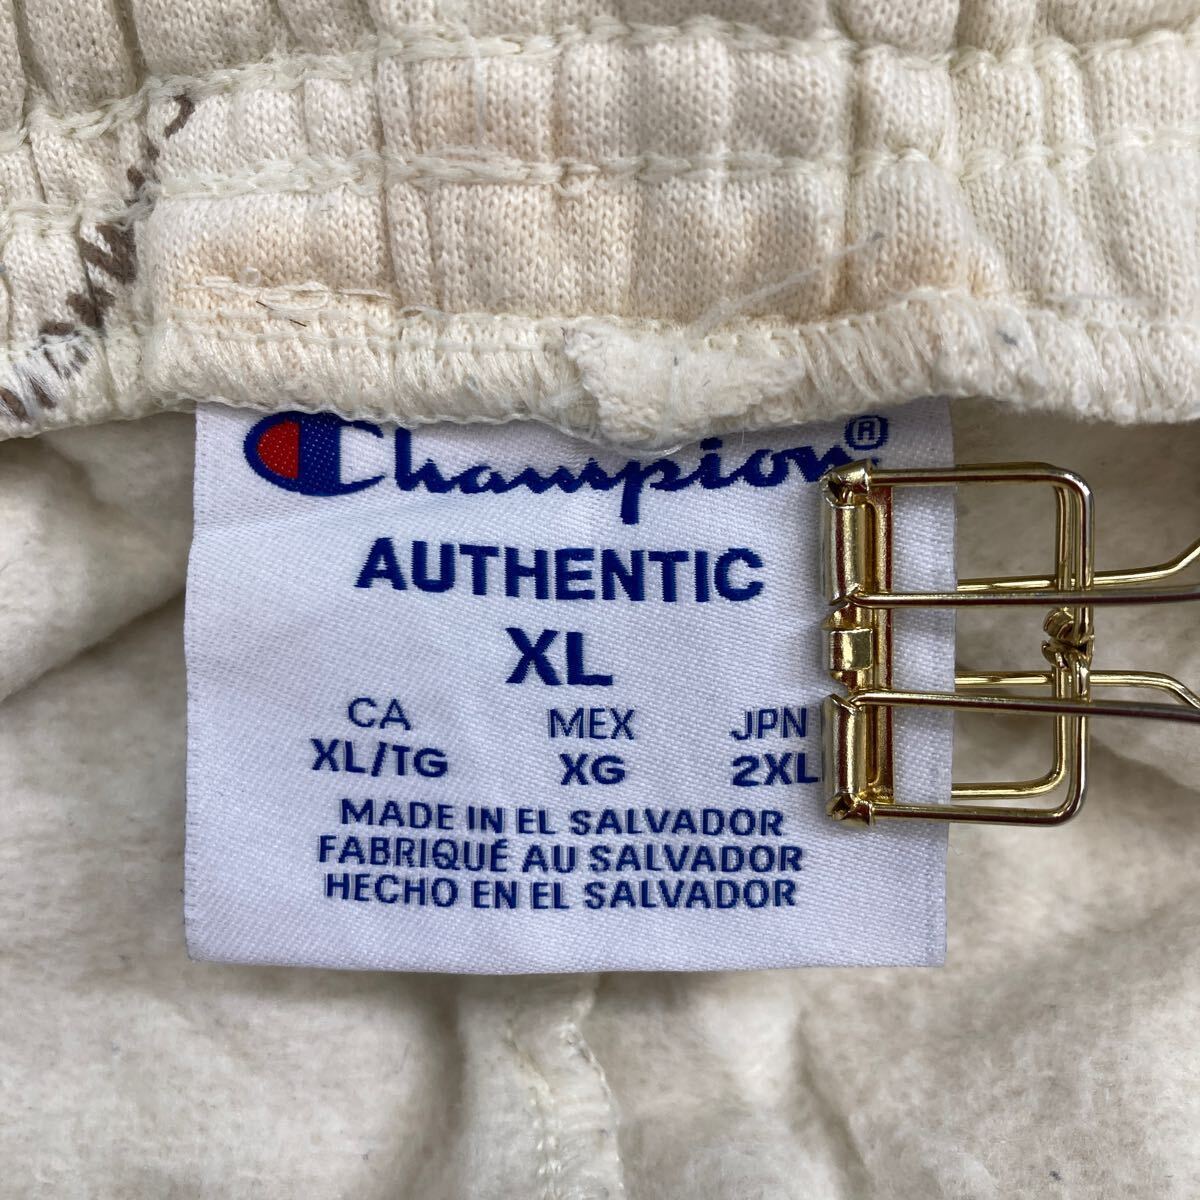 Champion®
AUTHENTIC
XL
CA MEX JPN
XL/TG XG 2XL
MADE IN EL SALVADOR
FABRIQUÉ AU SALVADOR
HECHO EN EL SALVADOR